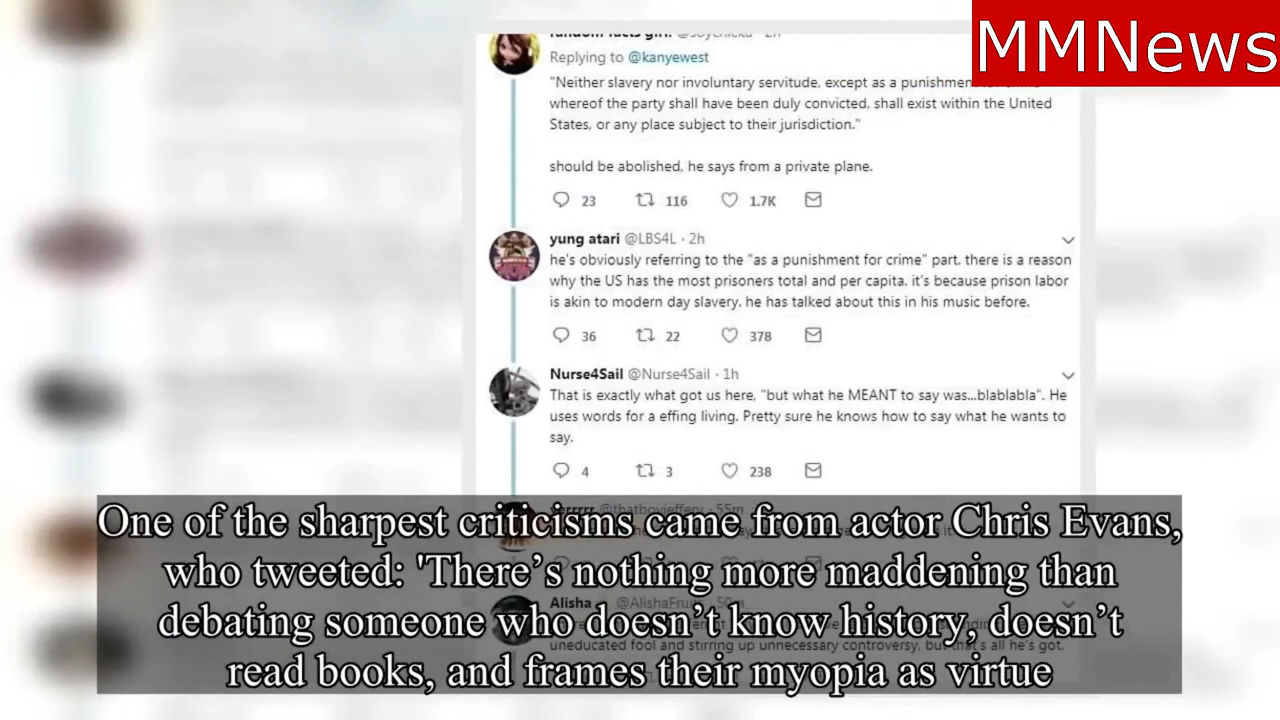 MMNews
random facts girl.
Replying to @kanyewest
"Neither slavery nor involuntary servitude, except as a punishment
whereof the party shall have been duly convicted, shall exist within the United
States, or any place subject to their jurisdiction."
should be abolished, he says from a private plane.
23 116 1.7K
yung atari @LBS4L · 2h
he's obviously referring to the "as a punishment for crime" part. there is a reason
why the US has the most prisoners total and per capita. it's because prison labor
is akin to modern day slavery. he has talked about this in his music before.
36 22 378
Nurse4Sail @Nurse4Sail · 1h
That is exactly what got us here, "but what he MEANT to say was...blablabla". He
uses words for a effing living. Pretty sure he knows how to say what he wants to
say.
4 3 238
One of the sharpest criticisms came from actor Chris Evans,
who tweeted: 'There’s nothing more maddening than
debating someone who doesn’t know history, doesn’t
read books, and frames their myopia as virtue
Alisha
uneducated fool and stirring up unnecessary controversy, but that's all he's got.